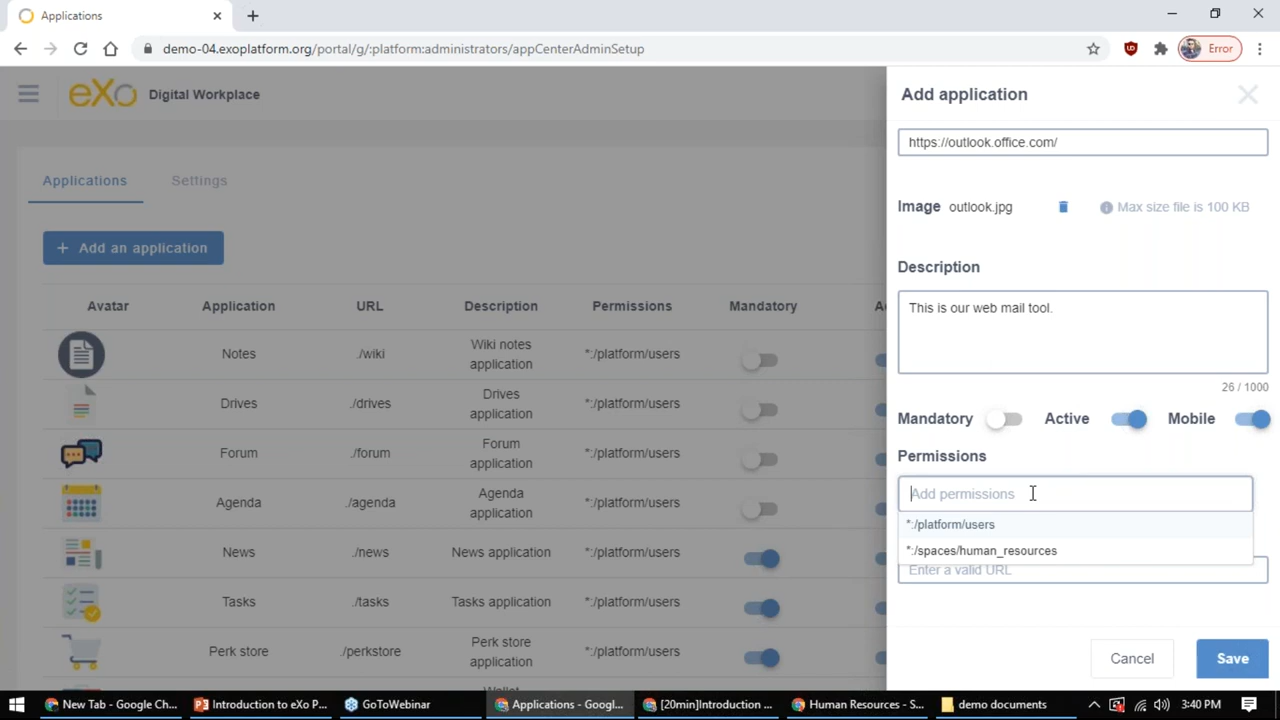 Applications
demo-04.exoplatform.org/portal/g/:platform:administrators/appCenterAdminSetup
Error
eXo Digital Workplace
Applications Settings
+ Add an application
Avatar Application URL Description Permissions Mandatory
Notes ./wiki Wiki notes application *:/platform/users
Drives ./drives Drives application *:/platform/users
Forum ./forum Forum application *:/platform/users
Agenda ./agenda Agenda application *:/platform/users
News ./news News application *:/platform/users
Tasks ./tasks Tasks application *:/platform/users
Perk store ./perkstore Perk store application *:/platform/users
Add application
https://outlook.office.com/
Image outlook.jpg Max size file is 100 KB
Description
This is our web mail tool.
26 / 1000
Mandatory Active Mobile
Permissions
Add permissions
*:/platform/users
*:/spaces/human_resources
Enter a valid URL
Cancel Save
New Tab - Google Ch... Introduction to eXo P... GoToWebinar Applications - Googl... [20min]Introduction ... Human Resources - S... demo documents 3:40 PM